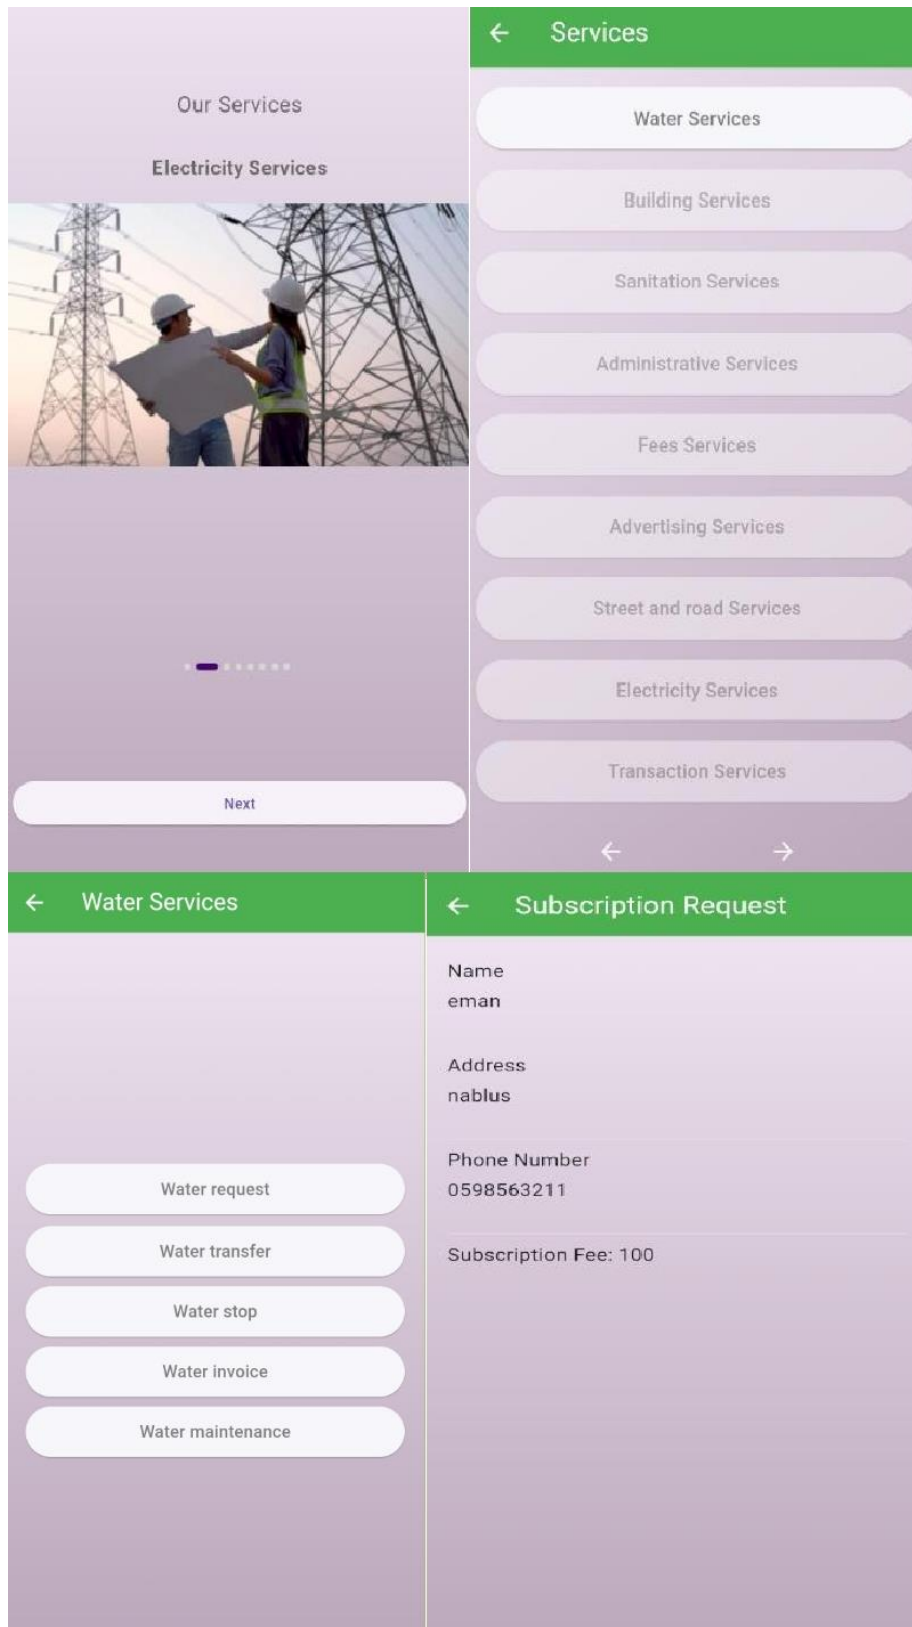 Our Services
Electricity Services
Next
Services
Water Services
Building Services
Sanitation Services
Administrative Services
Fees Services
Advertising Services
Street and road Services
Electricity Services
Transaction Services
Water Services
Water request
Water transfer
Water stop
Water invoice
Water maintenance
Subscription Request
Name
eman
Address
nablus
Phone Number
0598563211
Subscription Fee: 100